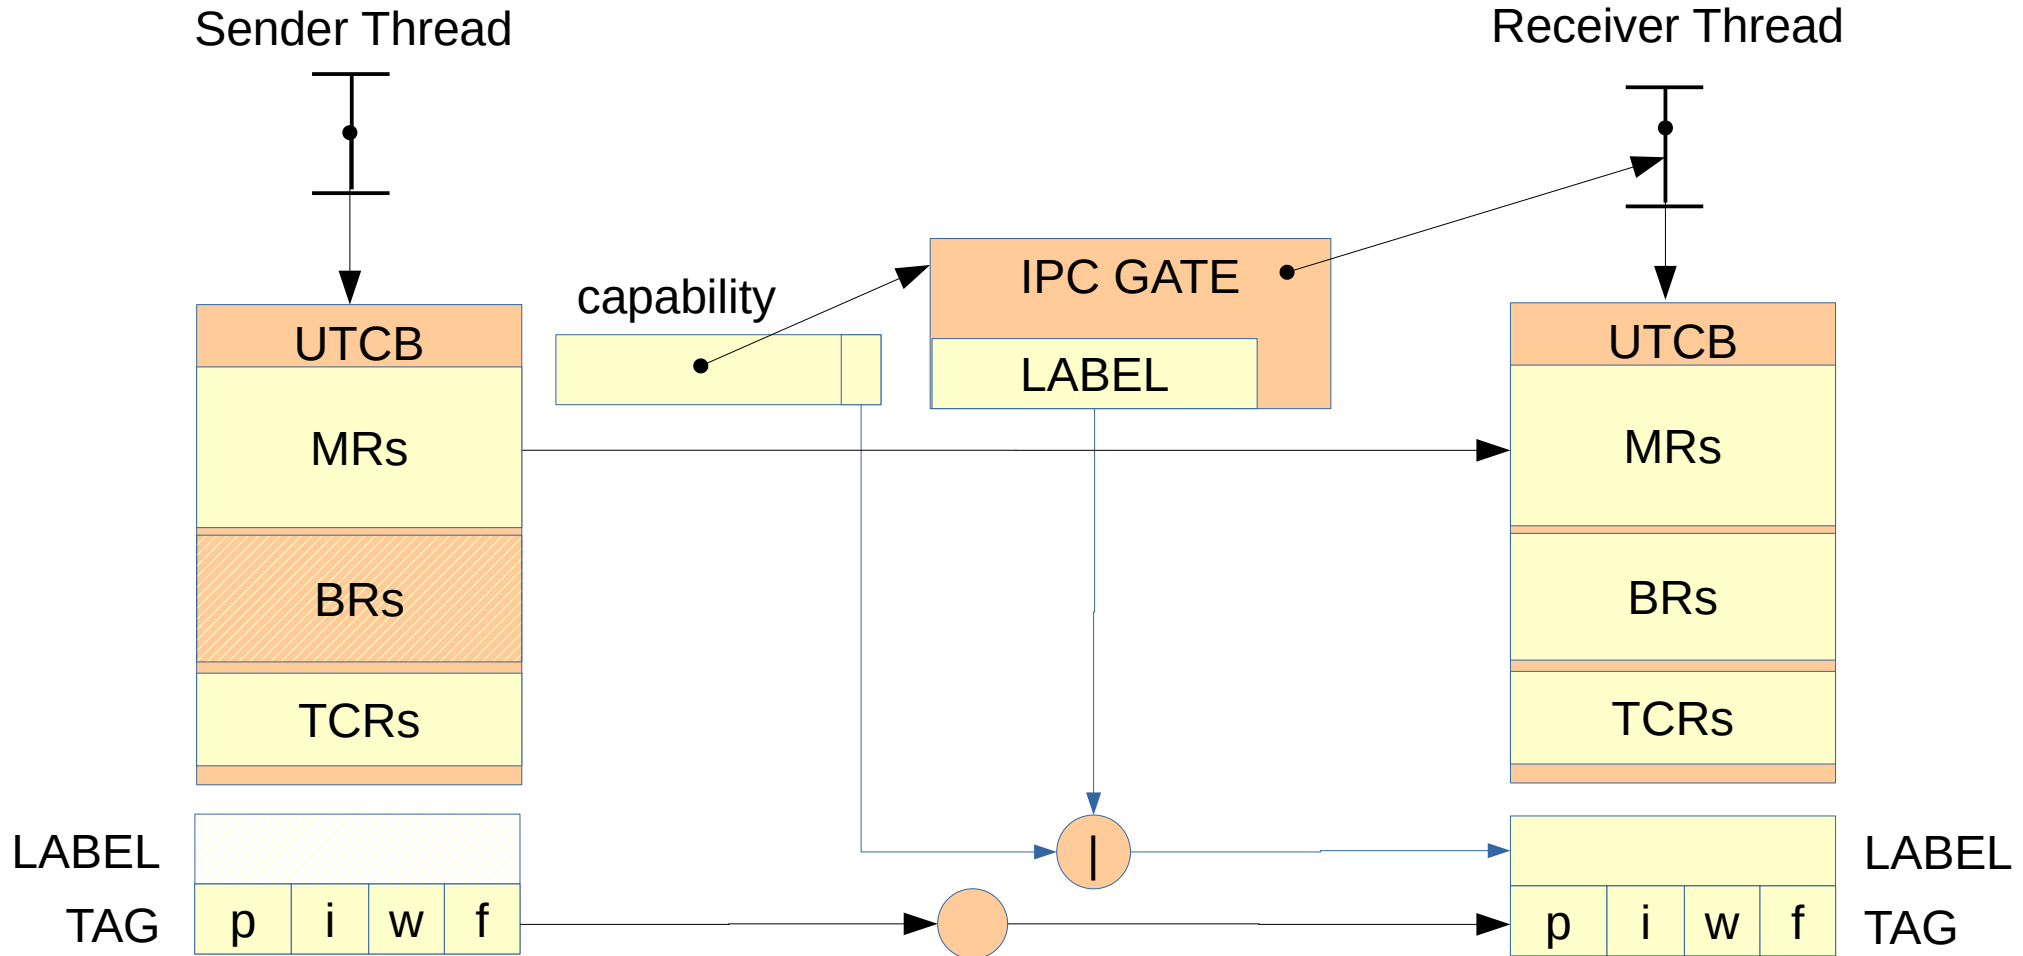 Sender Thread
Receiver Thread
capability
IPC GATE
LABEL
UTCB
MRs
BRs
TCRs
LABEL
TAG
p i w f
|
UTCB
MRs
BRs
TCRs
LABEL
p i w f
TAG